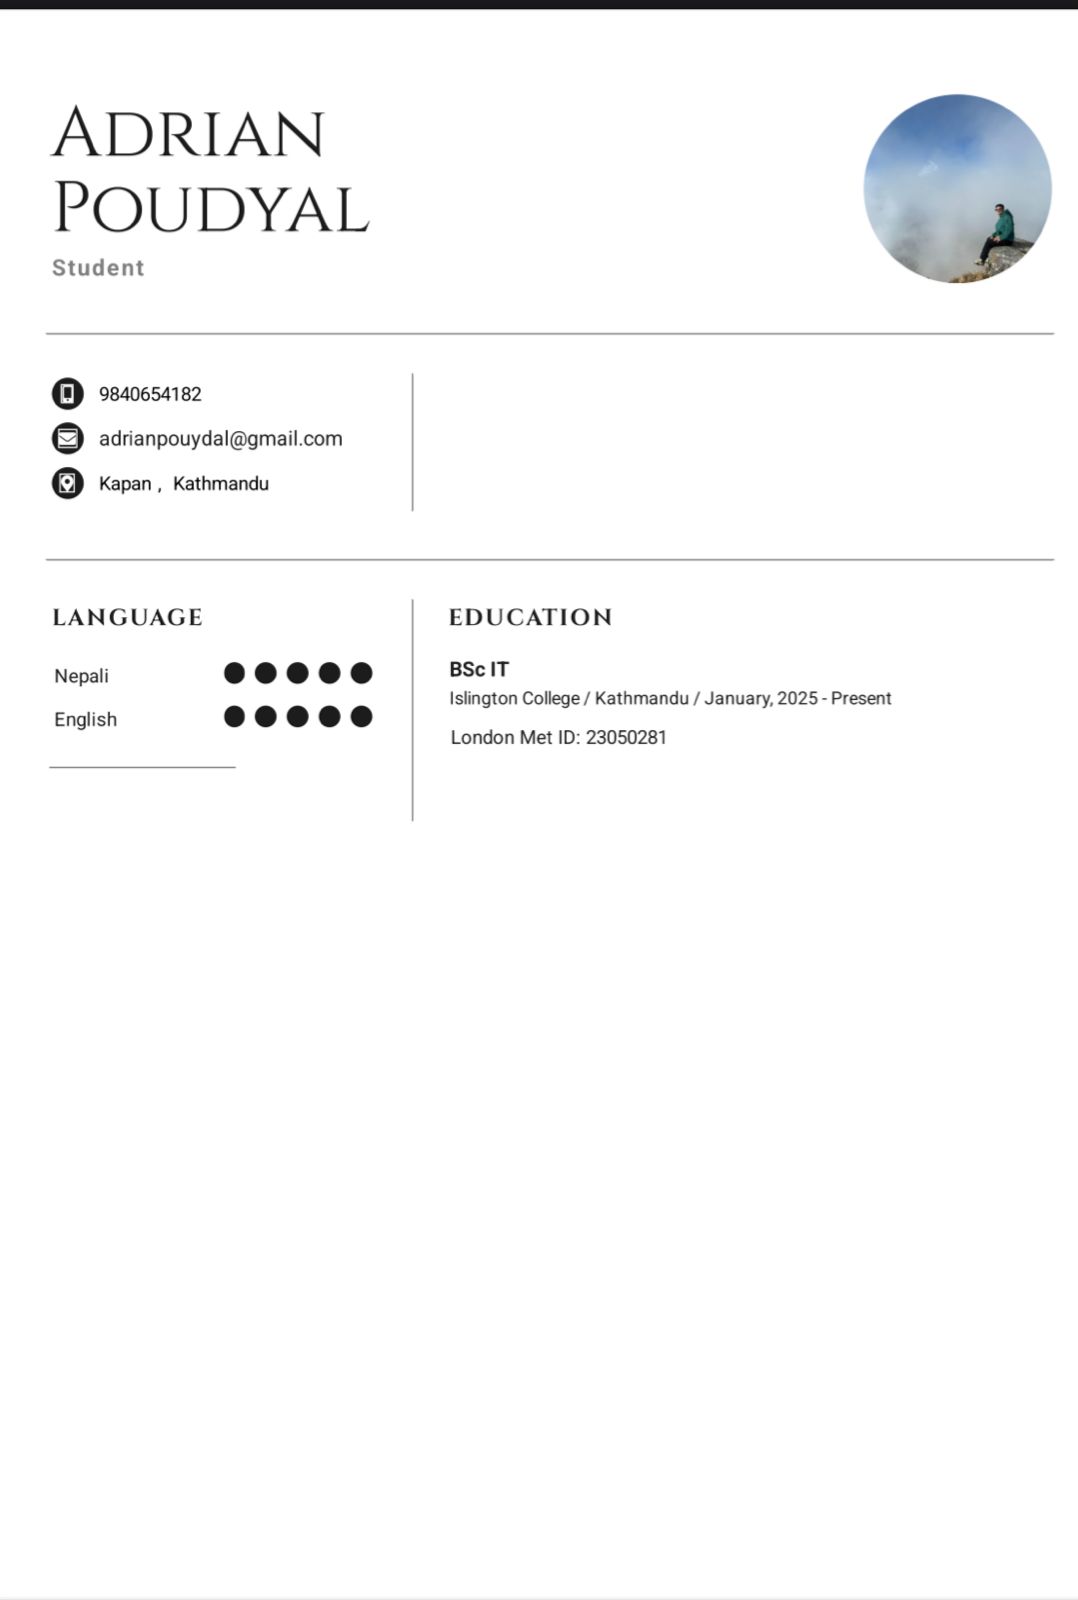 ADRIAN
POUDYAL
Student
9840654182
adrianpouydal@gmail.com
Kapan , Kathmandu
LANGUAGE
Nepali
English
EDUCATION
BSc IT
Islington College / Kathmandu / January, 2025 - Present
London Met ID: 23050281